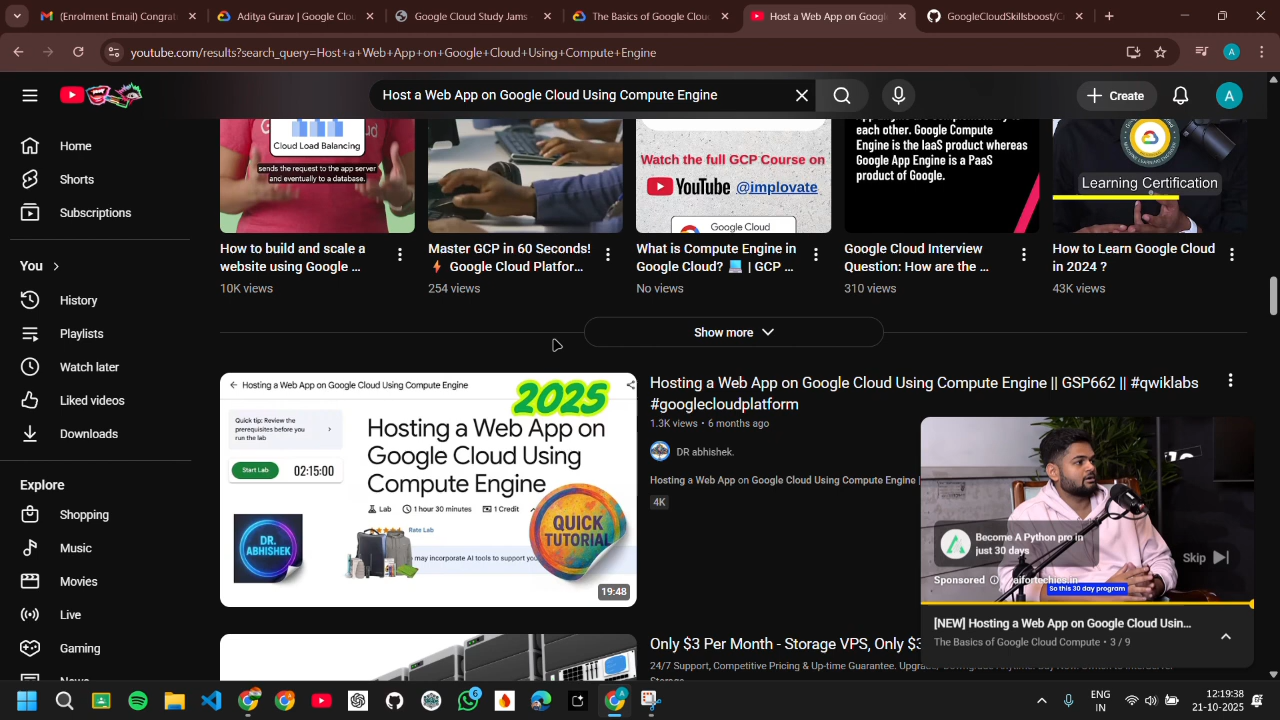 (Enrolment Email) Congrat
Aditya Gurav | Google Cloud
Google Cloud Study Jams
The Basics of Google Cloud
Host a Web App on Google
GoogleCloudSkillsboost/C
youtube.com/results?search_query=Host+a+Web+App+on+Google+Cloud+Using+Compute+Engine
A
Host a Web App on Google Cloud Using Compute Engine
Create
A
Home
Shorts
Subscriptions
You
History
Playlists
Watch later
Liked videos
Downloads
Explore
Shopping
Music
Movies
Live
Gaming
News
Cloud Load Balancing
sends the request to the app server
and eventually to a database.
How to build and scale a
website using Google ...
10K views
Master GCP in 60 Seconds!
⚡ Google Cloud Platfor...
254 views
Watch the full GCP Course on
YouTube @implovate
Google Cloud
What is Compute Engine in
Google Cloud? 💻 | GCP ...
No views
each other. Google Compute
Engine is the IaaS product whereas
Google App Engine is a PaaS
product of Google.
Google Cloud Interview
Question: How are the ...
310 views
Learning Certification
How to Learn Google Cloud
in 2024 ?
43K views
Show more
Hosting a Web App on Google Cloud Using Compute Engine
2025
Quick tip: Review the
prerequisites before you
run the lab
Start Lab
02:15:00
Hosting a Web App on
Google Cloud Using
Compute Engine
Lab
1 hour 30 minutes
1 Credit
Rate Lab
may incorporate AI tools to support you
DR.
ABHISHEK
QUICK
TUTORIAL
19:48
Hosting a Web App on Google Cloud Using Compute Engine || GSP662 || #qwiklabs
#googlecloudplatform
1.3K views • 6 months ago
DR abhishek.
Hosting a Web App on Google Cloud Using Compute Engine |
4K
Only $3 Per Month - Storage VPS, Only $3
24/7 Support, Competitive Pricing & Up-time Guarantee.
Storage.
Become A Python pro in
just 30 days
Skip
Sponsored
aifortechies.in
So this 30 day program
[NEW] Hosting a Web App on Google Cloud Usin...
The Basics of Google Cloud Compute • 3 / 9
6
A
ENG
IN
12:19:38
21-10-2025